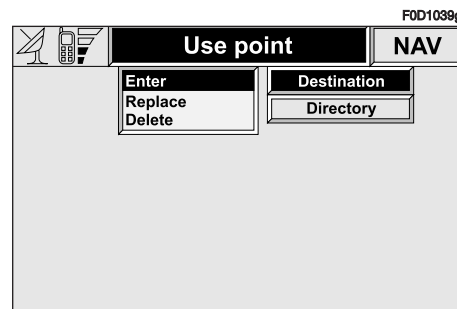 F0D1039g
Use point NAV
Enter
Replace
Delete
Destination
Directory